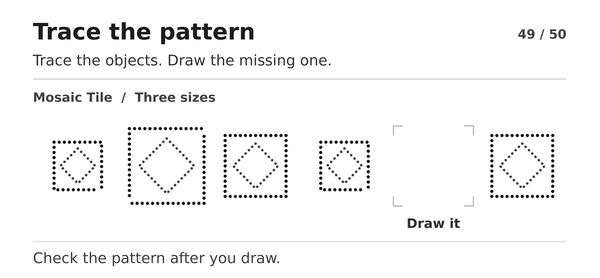 Trace the pattern
49 / 50
Trace the objects. Draw the missing one.
Mosaic Tile / Three sizes
Draw it
Check the pattern after you draw.